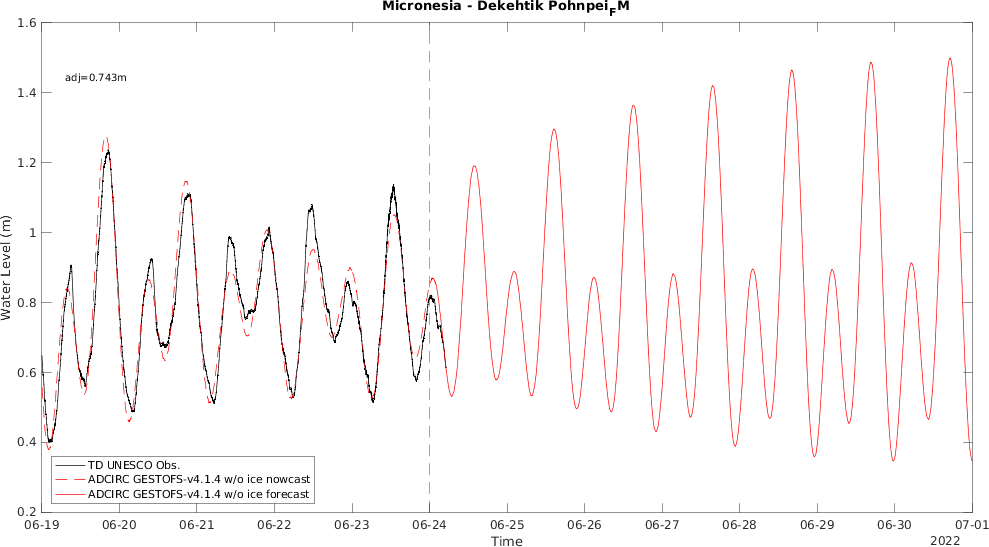 Micronesia - Dekehtik Pohnpei_FM
1.6
1.4
1.2
1
0.8
0.6
0.4
0.2
Water Level (m)
adj=0.743m
TD UNESCO Obs.
ADCIRC GESTOFS-v4.1.4 w/o ice nowcast
ADCIRC GESTOFS-v4.1.4 w/o ice forecast
06-19 06-20 06-21 06-22 06-23 06-24 06-25 06-26 06-27 06-28 06-29 06-30 07-01
Time
2022